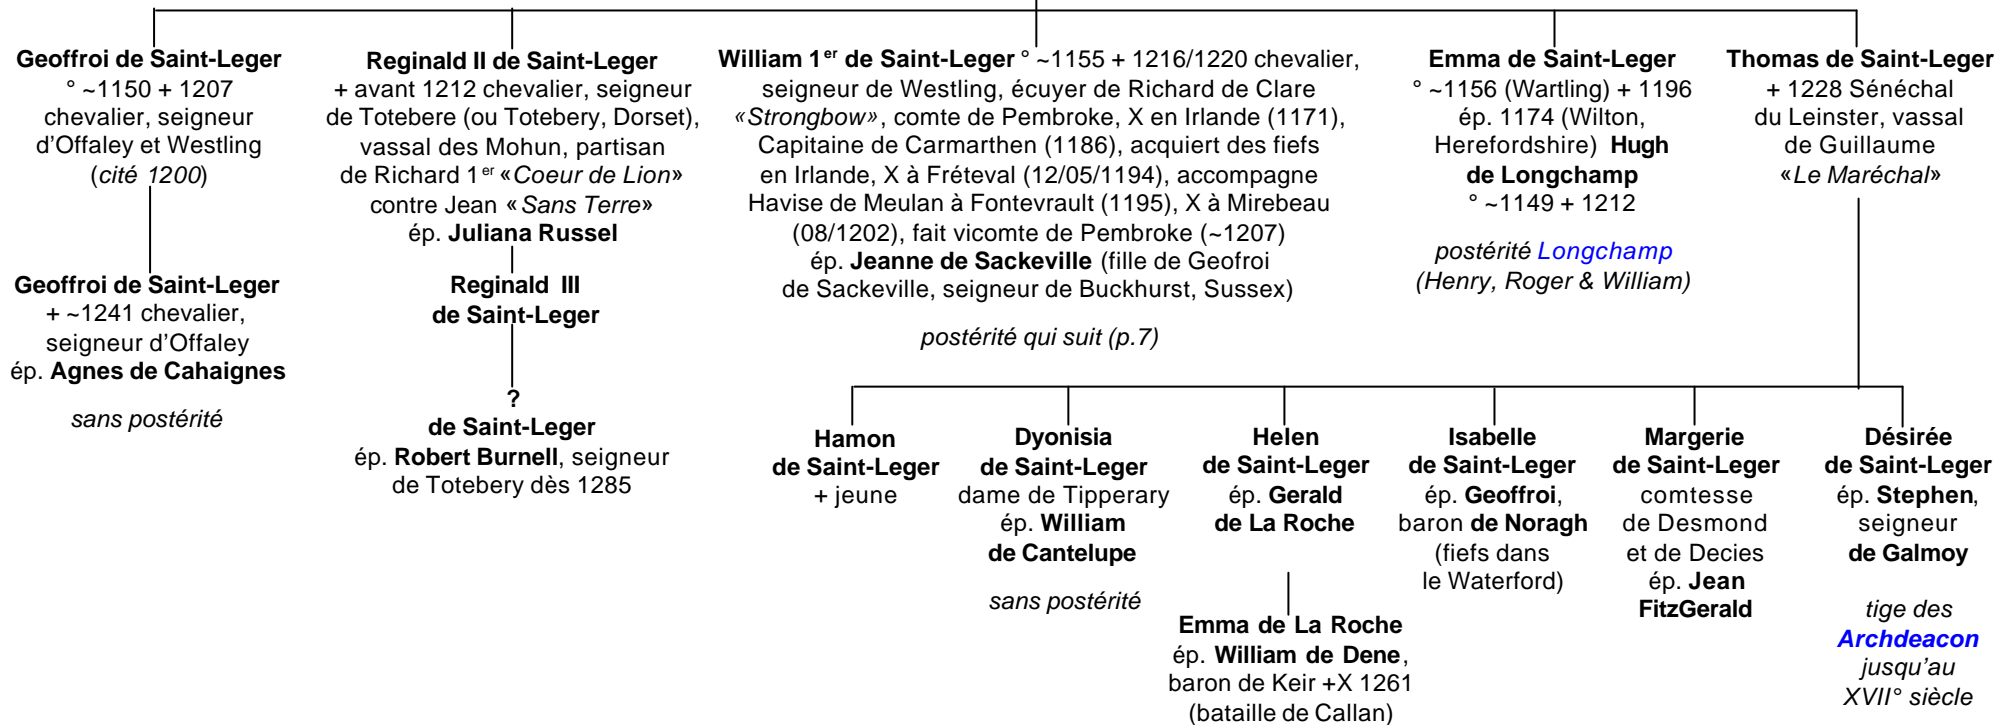 Geoffroi de Saint-Leger
° ~1150 + 1207
chevalier, seigneur
d’Offaley et Westling
(cité 1200)
Geoffroi de Saint-Leger
+ ~1241 chevalier,
seigneur d’Offaley
ép. Agnes de Cahaignes
sans postérité
Reginald II de Saint-Leger
+ avant 1212 chevalier, seigneur
de Totebere (ou Totebery, Dorset),
vassal des Mohun, partisan
de Richard 1er «Coeur de Lion»
contre Jean «Sans Terre»
ép. Juliana Russel
Reginald III
de Saint-Leger
?
de Saint-Leger
ép. Robert Burnell, seigneur
de Totebery dès 1285
William 1er de Saint-Leger ° ~1155 + 1216/1220 chevalier,
seigneur de Westling, écuyer de Richard de Clare
«Strongbow», comte de Pembroke, X en Irlande (1171),
Capitaine de Carmarthen (1186), acquiert des fiefs
en Irlande, X à Fréteval (12/05/1194), accompagne
Havise de Meulan à Fontevrault (1195), X à Mirebeau
(08/1202), fait vicomte de Pembroke (~1207)
ép. Jeanne de Sackeville (fille de Geofroi
de Sackeville, seigneur de Buckhurst, Sussex)
postérité qui suit (p.7)
Emma de Saint-Leger
° ~1156 (Wartling) + 1196
ép. 1174 (Wilton,
Herefordshire) Hugh
de Longchamp
° ~1149 + 1212
postérité Longchamp
(Henry, Roger & William)
Thomas de Saint-Leger
+ 1228 Sénéchal
du Leinster, vassal
de Guillaume
«Le Maréchal»
Hamon
de Saint-Leger
+ jeune
Dyonisia
de Saint-Leger
dame de Tipperary
ép. William
de Cantelupe
sans postérité
Helen
de Saint-Leger
ép. Gerald
de La Roche
Emma de La Roche
ép. William de Dene,
baron de Keir +X 1261
(bataille de Callan)
Isabelle
de Saint-Leger
ép. Geoffroi,
baron de Noragh
(fiefs dans
le Waterford)
Margerie
de Saint-Leger
comtesse
de Desmond
et de Decies
ép. Jean
FitzGerald
Désirée
de Saint-Leger
ép. Stephen,
seigneur
de Galmoy
tige des
Archdeacon
jusqu’au
XVII° siècle